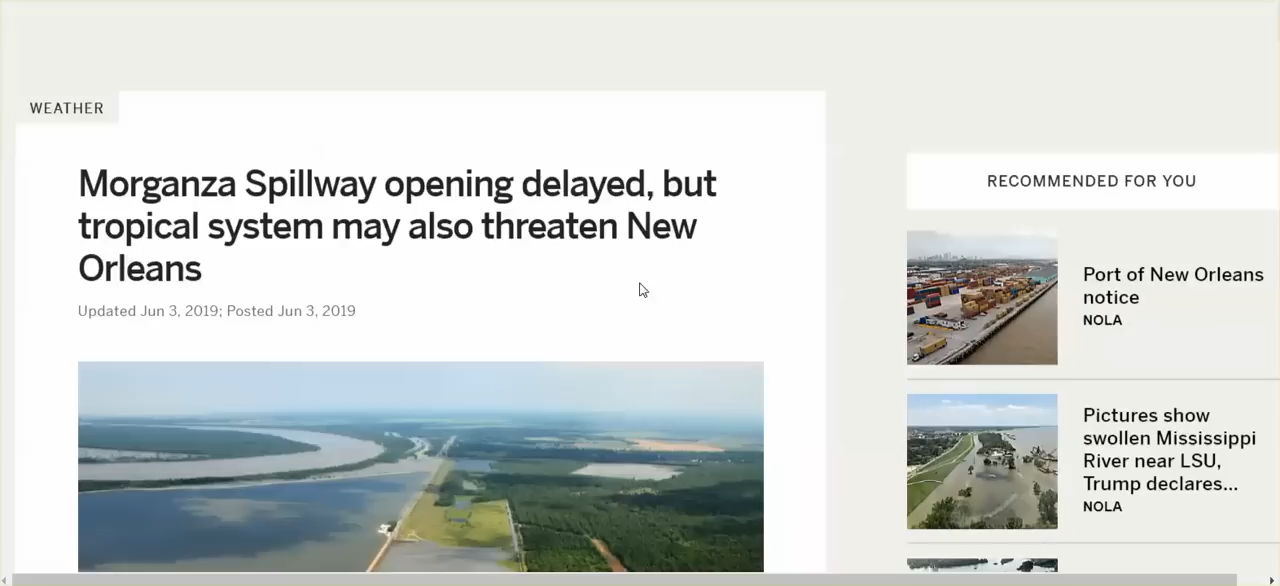 WEATHER
Morganza Spillway opening delayed, but
tropical system may also threaten New
Orleans
Updated Jun 3, 2019; Posted Jun 3, 2019
RECOMMENDED FOR YOU
Port of New Orleans
notice
NOLA
Pictures show
swollen Mississippi
River near LSU,
Trump declares...
NOLA